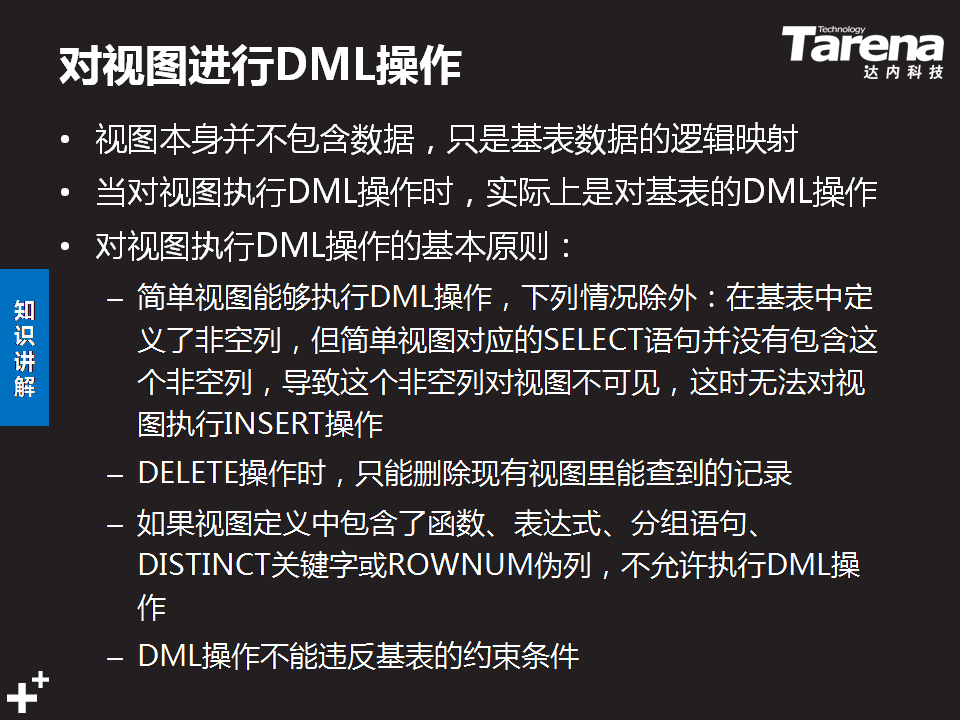 对视图进行DML操作
Technology
Tarena
达内科技
• 视图本身并不包含数据，只是基表数据的逻辑映射
• 当对视图执行DML操作时，实际上是对基表的DML操作
• 对视图执行DML操作的基本原则：
– 简单视图能够执行DML操作，下列情况除外：在基表中定
义了非空列，但简单视图对应的SELECT语句并没有包含这
个非空列，导致这个非空列对视图不可见，这时无法对视
图执行INSERT操作
– DELETE操作时，只能删除现有视图里能查到的记录
– 如果视图定义中包含了函数、表达式、分组语句、
DISTINCT关键字或ROWNUM伪列，不允许执行DML操
作
– DML操作不能违反基表的约束条件
知
识
讲
解